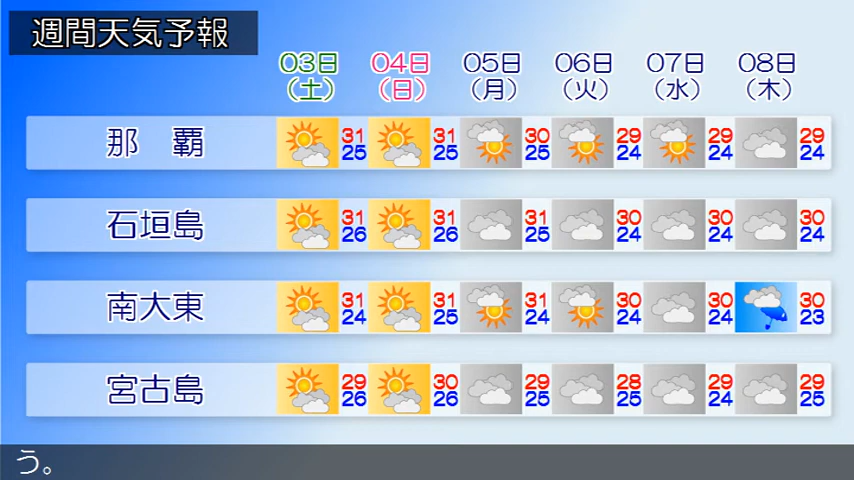 週間天気予報
03日 04日 05日 06日 07日 08日
（土） （日） （月） （火） （水） （木）
那　覇 31 25 31 25 30 25 29 24 29 24 29 24
石垣島 31 26 31 26 31 25 30 24 30 24 30 24
南大東 31 24 31 25 31 24 30 24 30 24 30 23
宮古島 29 26 30 26 29 25 28 25 29 24 29 25
う。